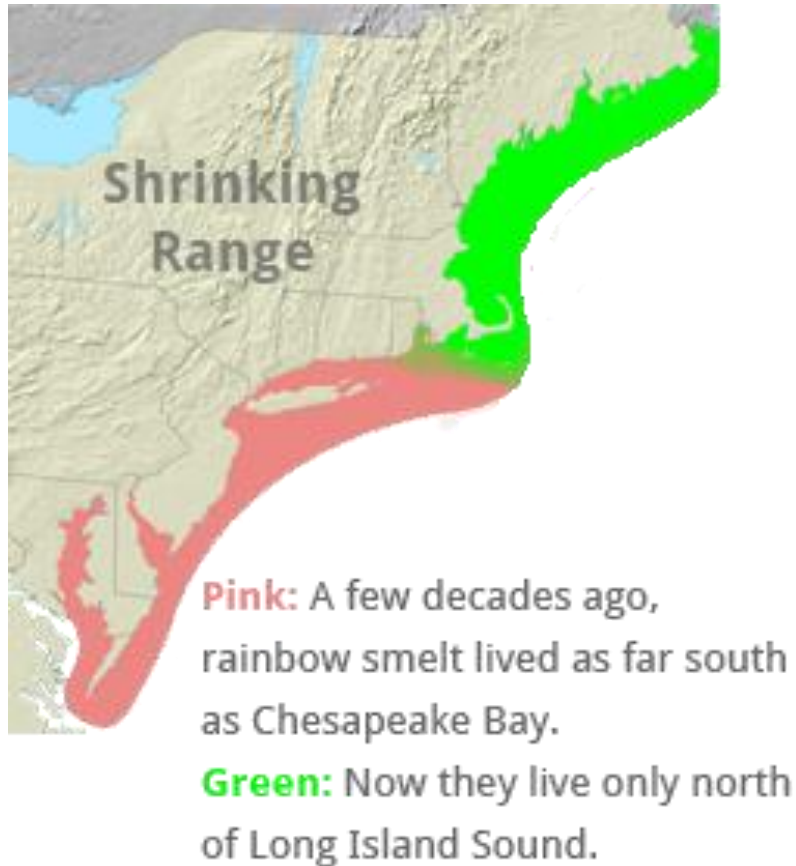 Shrinking
Range
Pink: A few decades ago,
rainbow smelt lived as far south
as Chesapeake Bay.
Green: Now they live only north
of Long Island Sound.